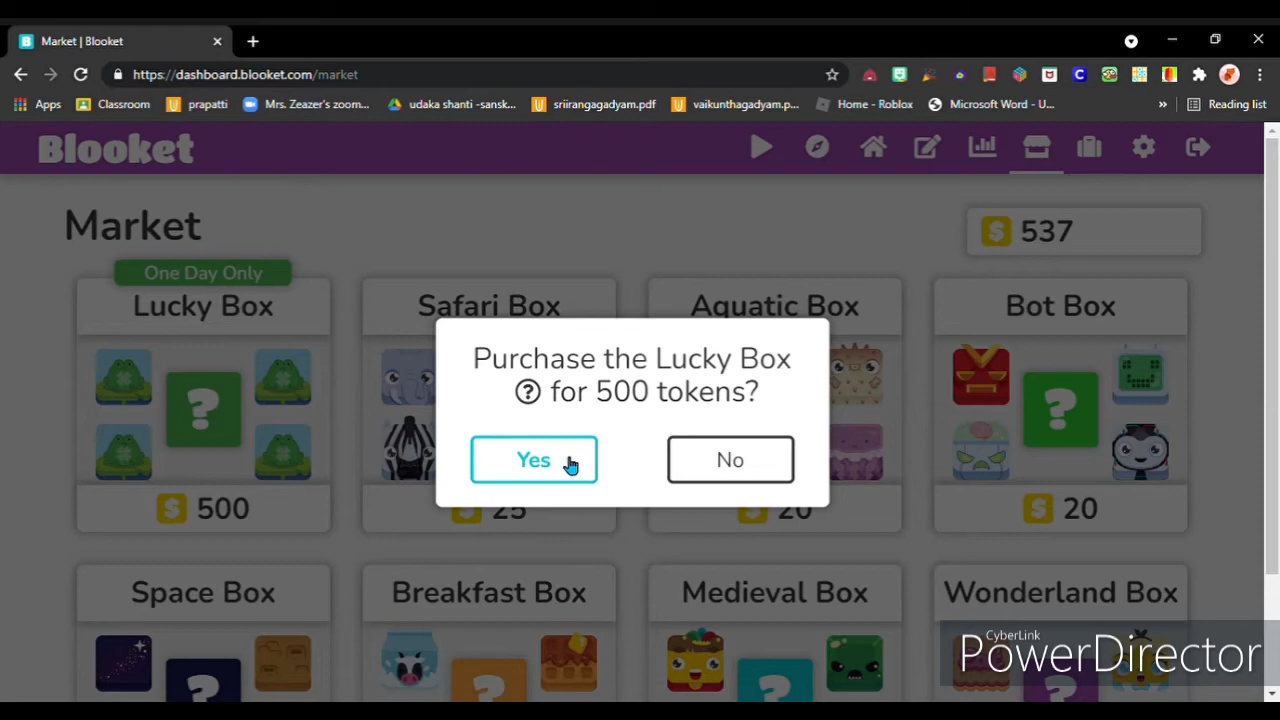 Market | Blooket
https://dashboard.blooket.com/market
Apps Classroom prapatti Mrs. Zeazer's zoom... udaka shanti -sansk... sriirangagadyam.pdf vaikunthagadyam.p... Home - Roblox Microsoft Word - U... » Reading list
Blooket
Market
$ 537
One Day Only
Lucky Box Safari Box Aquatic Box Bot Box
Purchase the Lucky Box
? for 500 tokens?
Yes No
? ?
$ 500 $ 25 $ 20 $ 20
Space Box Breakfast Box Medieval Box Wonderland Box
? ? ? ?
CyberLink
PowerDirector